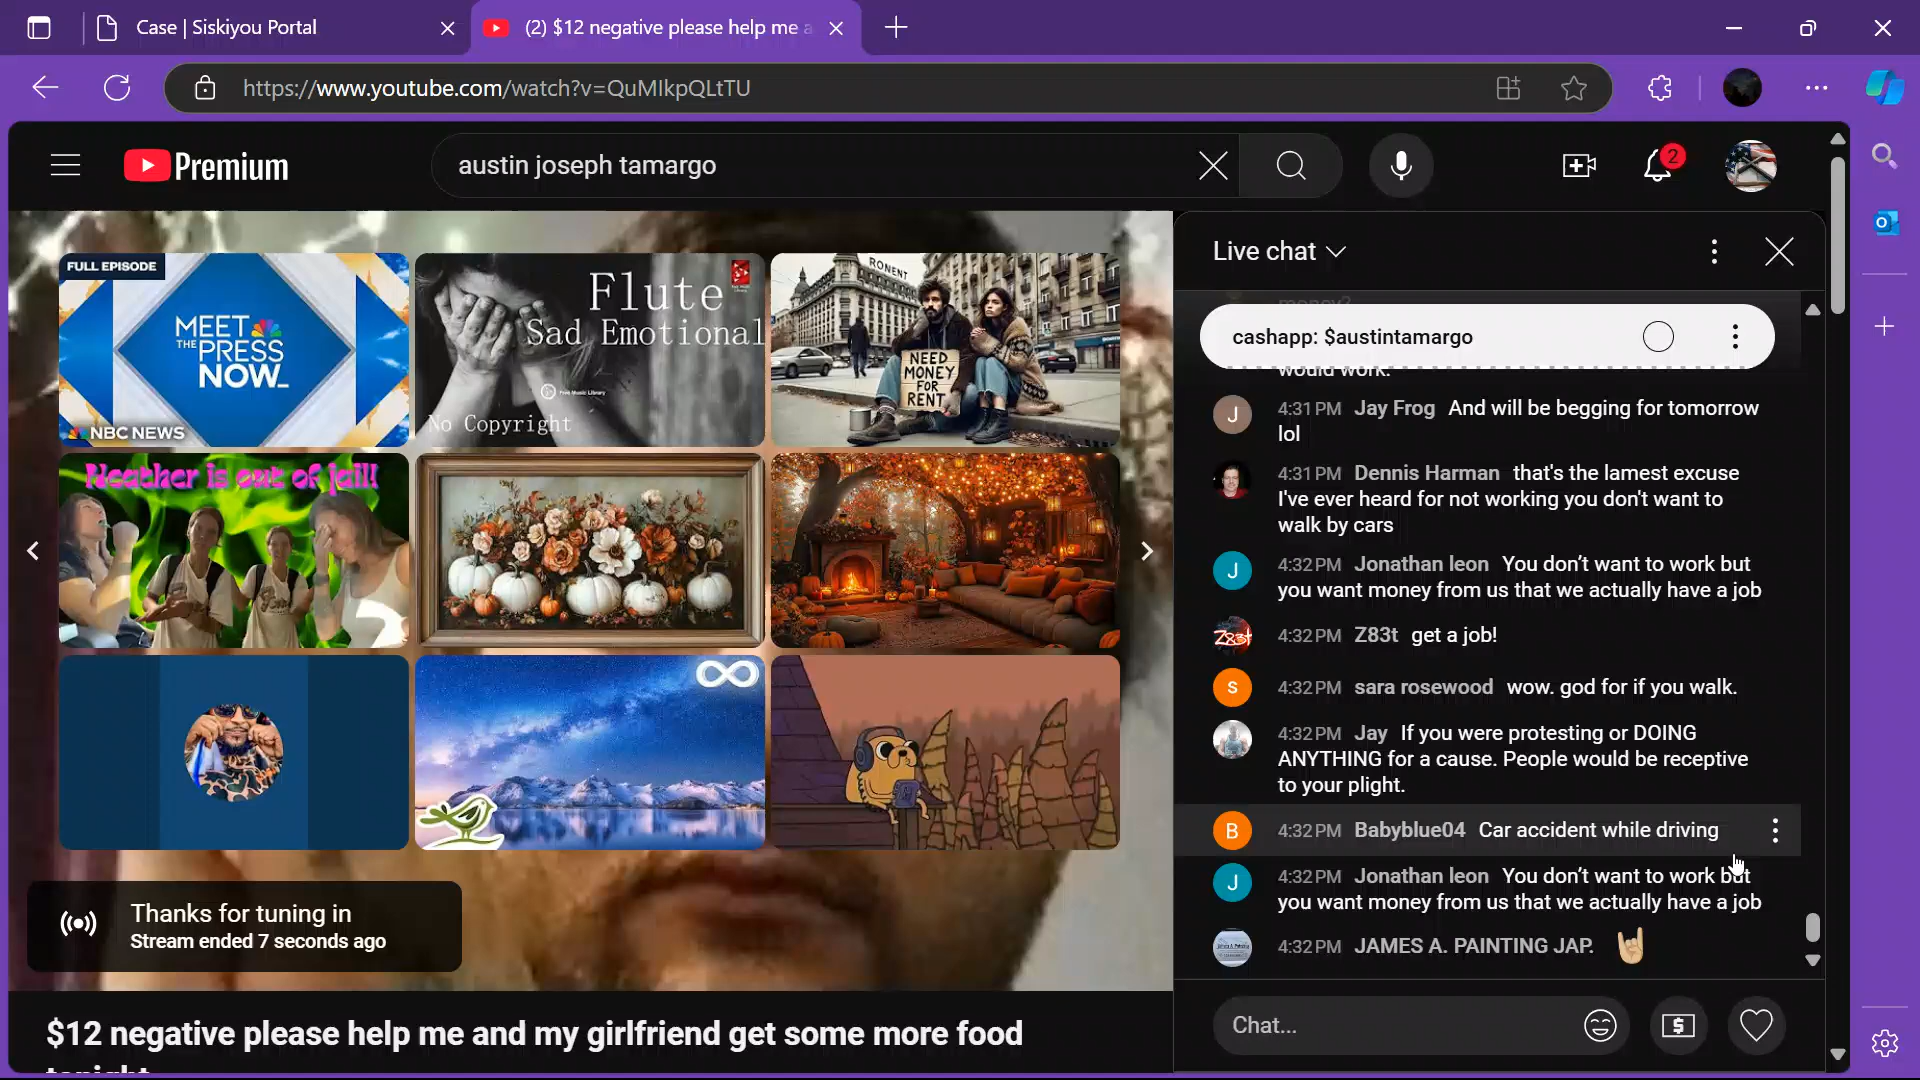 Case | Siskiyou Portal
(2) $12 negative please help me a
https://www.youtube.com/watch?v=QuMIkpQLtTU
Premium
austin joseph tamargo
2
FULL EPISODE
MEET
THE PRESS
NOW
NBC NEWS
Flute
Sad Emotional
Free Music Library
No Copyright
RONENT
NEED
MONEY
FOR
RENT
Heather is out of jail!
Thanks for tuning in
Stream ended 7 seconds ago
$12 negative please help me and my girlfriend get some more food
tonight
Live chat
money?
cashapp: $austintamargo
would work.
J
4:31 PM Jay Frog And will be begging for tomorrow
lol
4:31 PM Dennis Harman that's the lamest excuse
I've ever heard for not working you don't want to
walk by cars
J
4:32 PM Jonathan leon You don't want to work but
you want money from us that we actually have a job
Z83t
4:32 PM Z83t get a job!
s
4:32 PM sara rosewood wow. god for if you walk.
4:32 PM Jay If you were protesting or DOING
ANYTHING for a cause. People would be receptive
to your plight.
B
4:32 PM Babyblue04 Car accident while driving
J
4:32 PM Jonathan leon You don't want to work but
you want money from us that we actually have a job
4:32 PM JAMES A. PAINTING JAP. 🤘🏼
Chat...